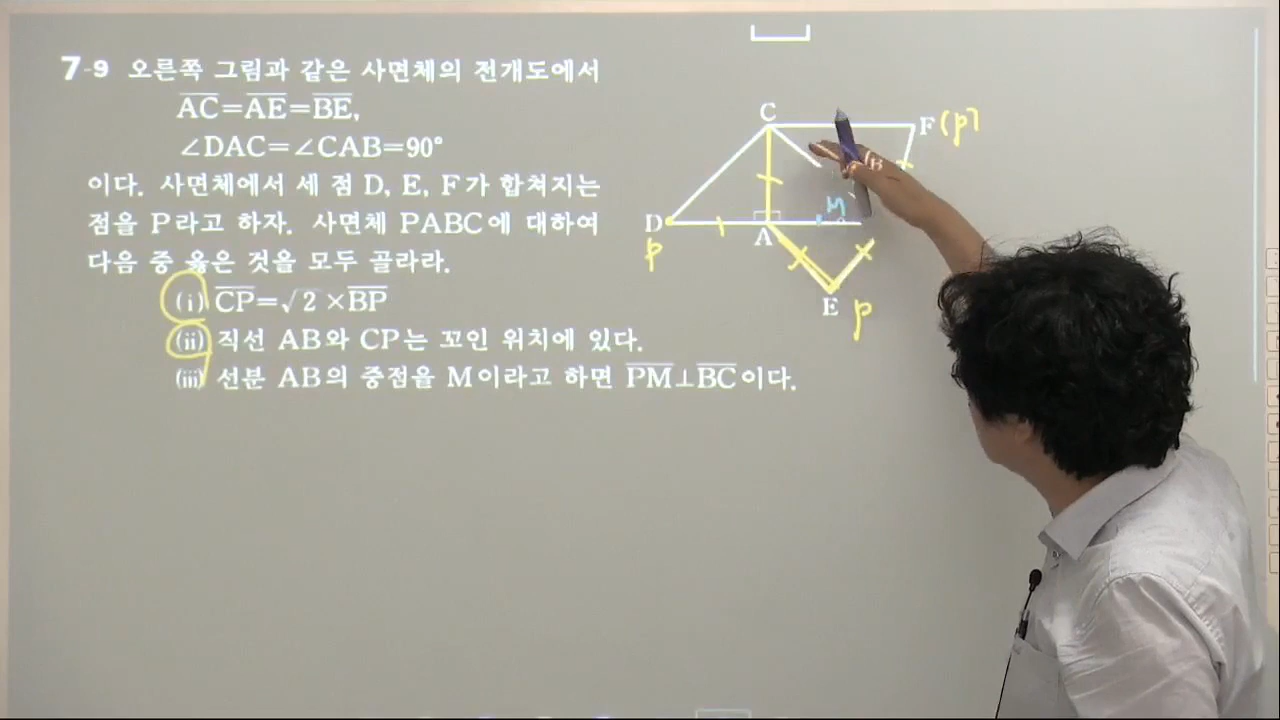 7-9 오른쪽 그림과 같은 사면체의 전개도에서
AC=AE=BE,
∠DAC=∠CAB=90°
이다. 사면체에서 세 점 D, E, F가 합쳐지는
점을 P라고 하자. 사면체 PABC에 대하여
다음 중 옳은 것을 모두 골라라.
(i) CP=√2×BP
(ii) 직선 AB와 CP는 꼬인 위치에 있다.
(iii) 선분 AB의 중점을 M이라고 하면 PM⊥BC이다.
C
F (P)
B
M
D
A
P
E P